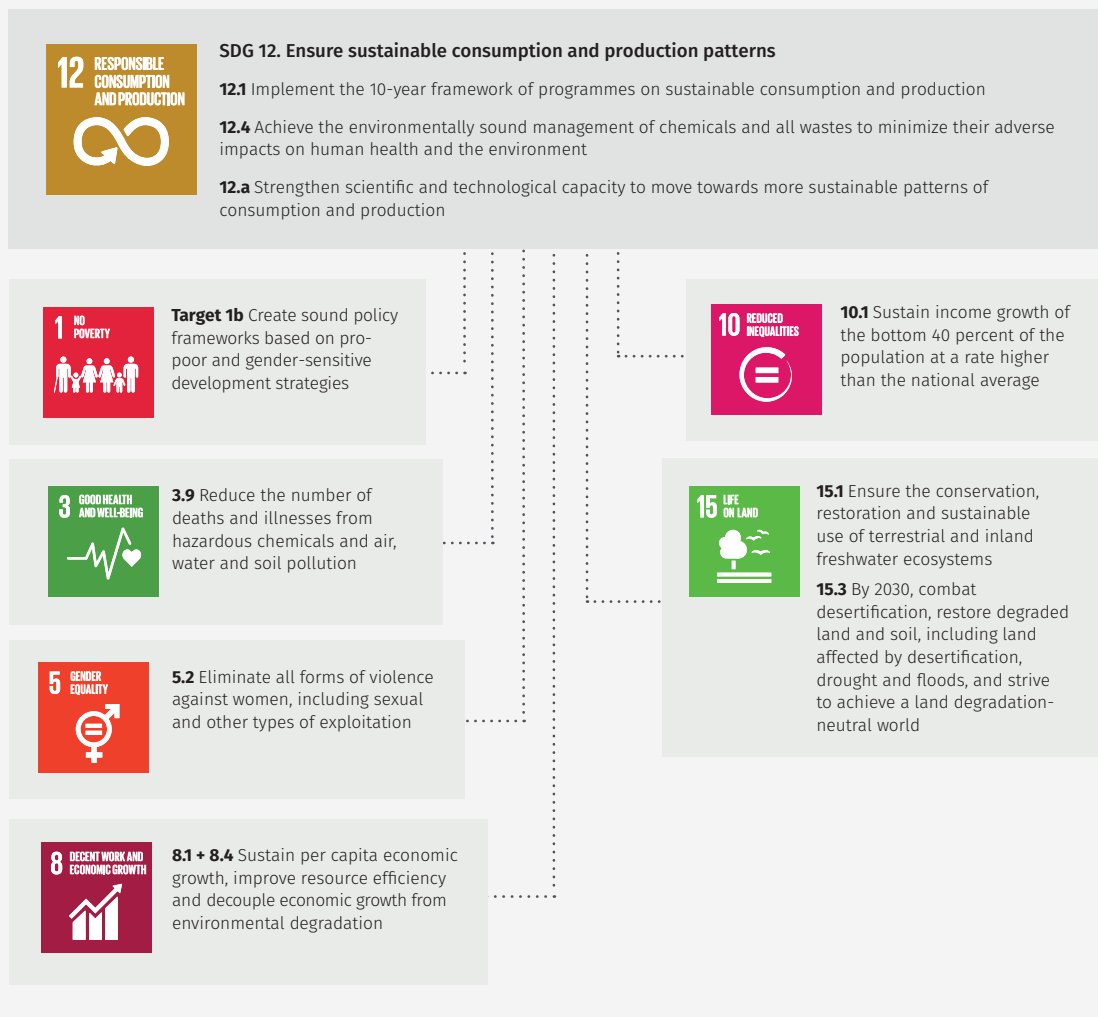 12 RESPONSIBLE
CONSUMPTION
AND PRODUCTION
SDG 12. Ensure sustainable consumption and production patterns
12.1 Implement the 10-year framework of programmes on sustainable consumption and production
12.4 Achieve the environmentally sound management of chemicals and all wastes to minimize their adverse
impacts on human health and the environment
12.a Strengthen scientific and technological capacity to move towards more sustainable patterns of
consumption and production
1 NO
POVERTY
Target 1b Create sound policy
frameworks based on pro-
poor and gender-sensitive
development strategies
3 GOOD HEALTH
AND WELL-BEING
3.9 Reduce the number of
deaths and illnesses from
hazardous chemicals and air,
water and soil pollution
5 GENDER
EQUALITY
5.2 Eliminate all forms of violence
against women, including sexual
and other types of exploitation
8 DECENT WORK AND
ECONOMIC GROWTH
8.1 + 8.4 Sustain per capita economic
growth, improve resource efficiency
and decouple economic growth from
environmental degradation
10 REDUCED
INEQUALITIES
10.1 Sustain income growth of
the bottom 40 percent of the
population at a rate higher
than the national average
15 LIFE
ON LAND
15.1 Ensure the conservation,
restoration and sustainable
use of terrestrial and inland
freshwater ecosystems
15.3 By 2030, combat
desertification, restore degraded
land and soil, including land
affected by desertification,
drought and floods, and strive
to achieve a land degradation-
neutral world